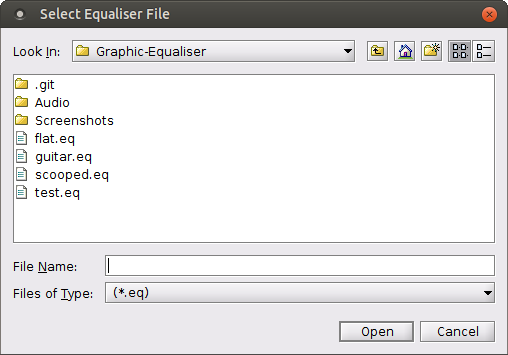 Select Equaliser File
Look In: Graphic-Equaliser
.git
Audio
Screenshots
flat.eq
guitar.eq
scooped.eq
test.eq
File Name:
Files of Type: (*.eq)
Open Cancel